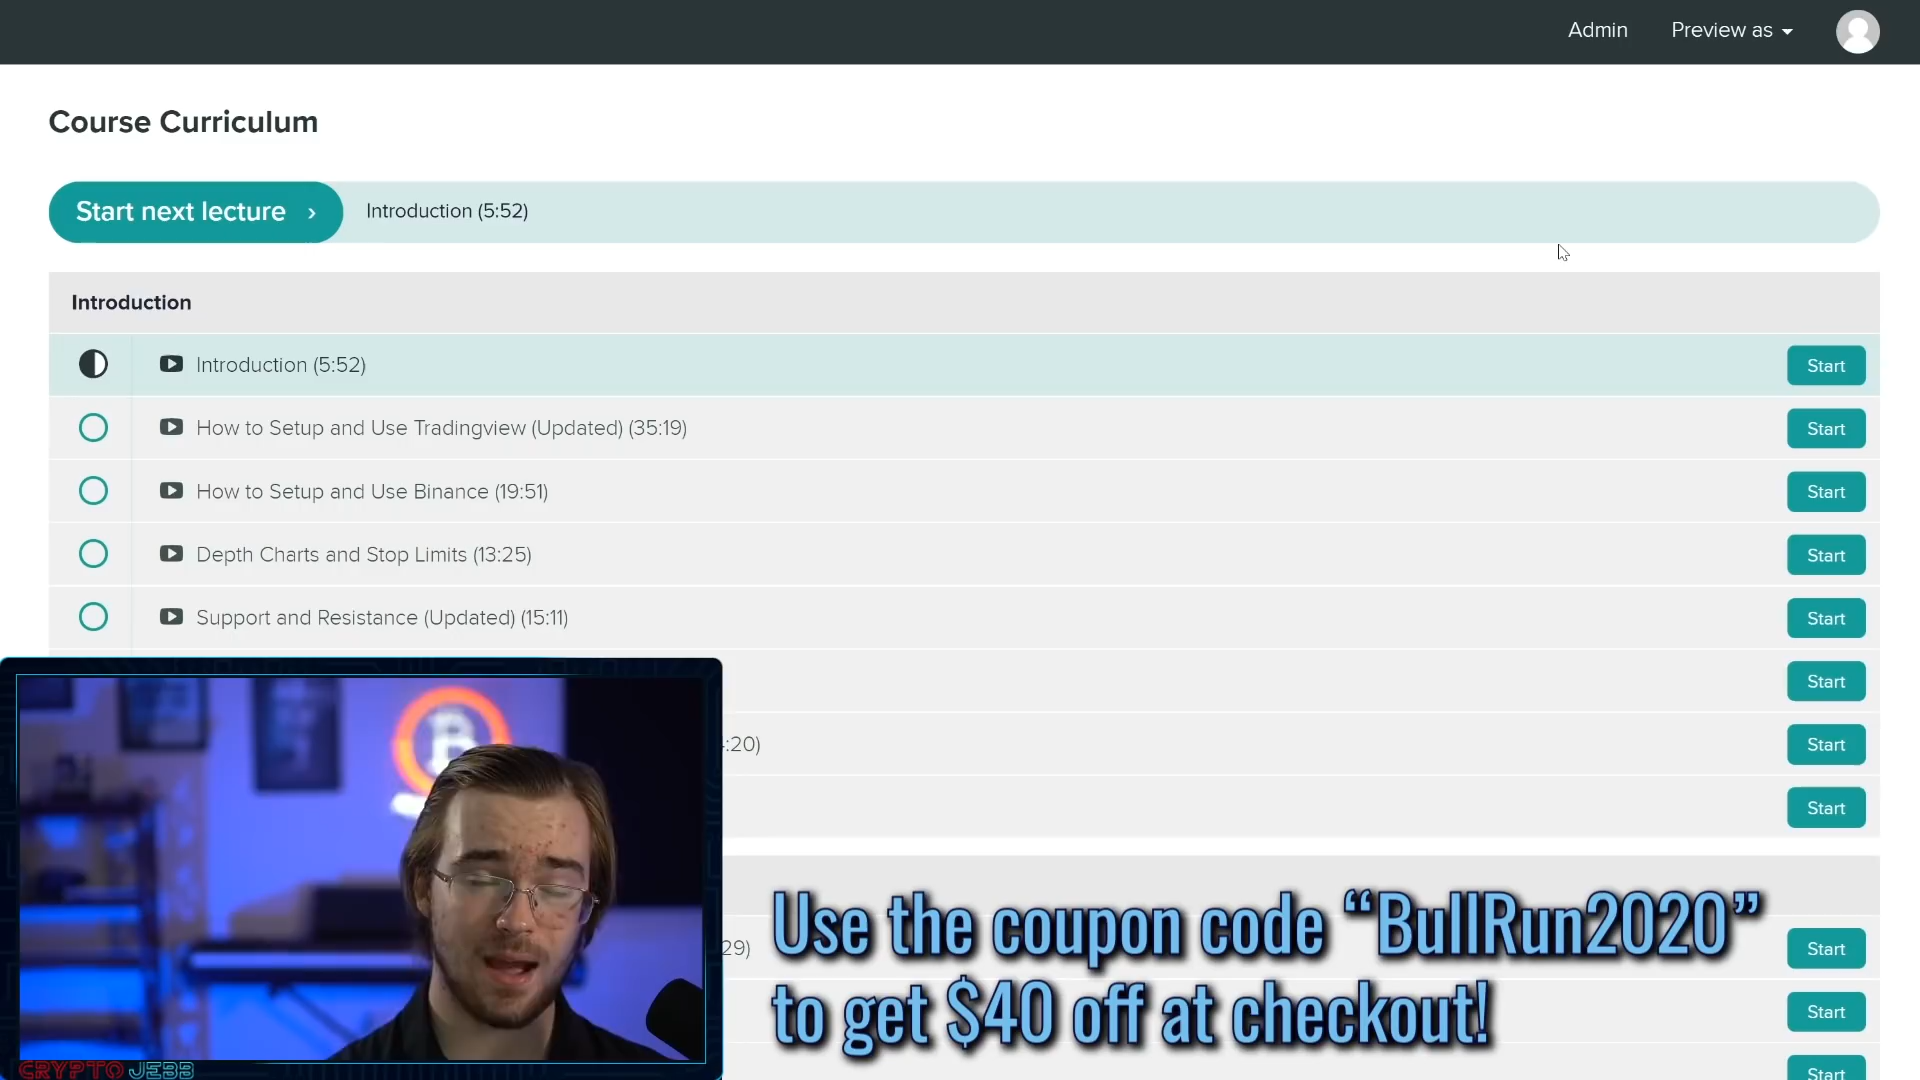 Admin
Preview as
Course Curriculum
Start next lecture › Introduction (5:52)
Introduction
Introduction (5:52) Start
How to Setup and Use Tradingview (Updated) (35:19) Start
How to Setup and Use Binance (19:51) Start
Depth Charts and Stop Limits (13:25) Start
Support and Resistance (Updated) (15:11) Start
Start
:20) Start
Start
29) Start
Use the coupon code “BullRun2020”
to get $40 off at checkout!
Start
Start
CRYPTO JEBB